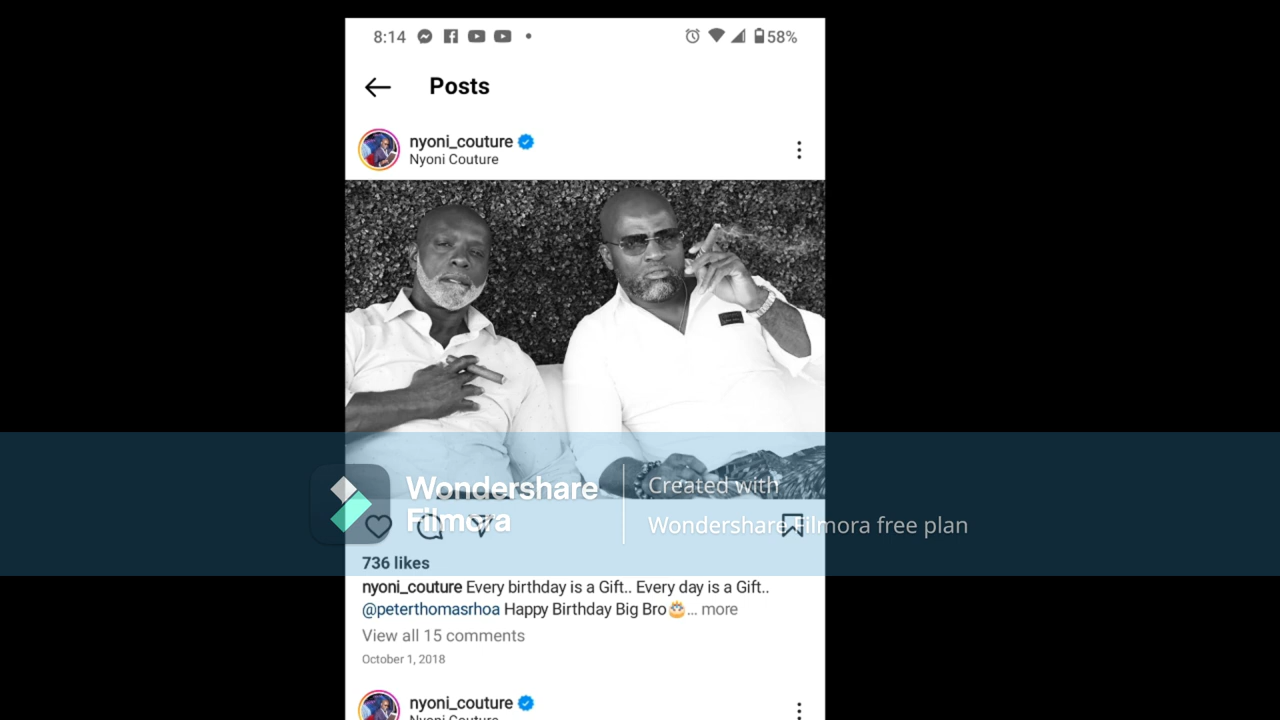 8:14
58%
Posts
nyoni_couture
Nyoni Couture
Wondershare
Filmora
Created with
Wondershare Filmora free plan
736 likes
nyoni_couture Every birthday is a Gift.. Every day is a Gift..
@peterthomasrhoa Happy Birthday Big Bro🎂... more
View all 15 comments
October 1, 2018
nyoni_couture
Nyoni Couture